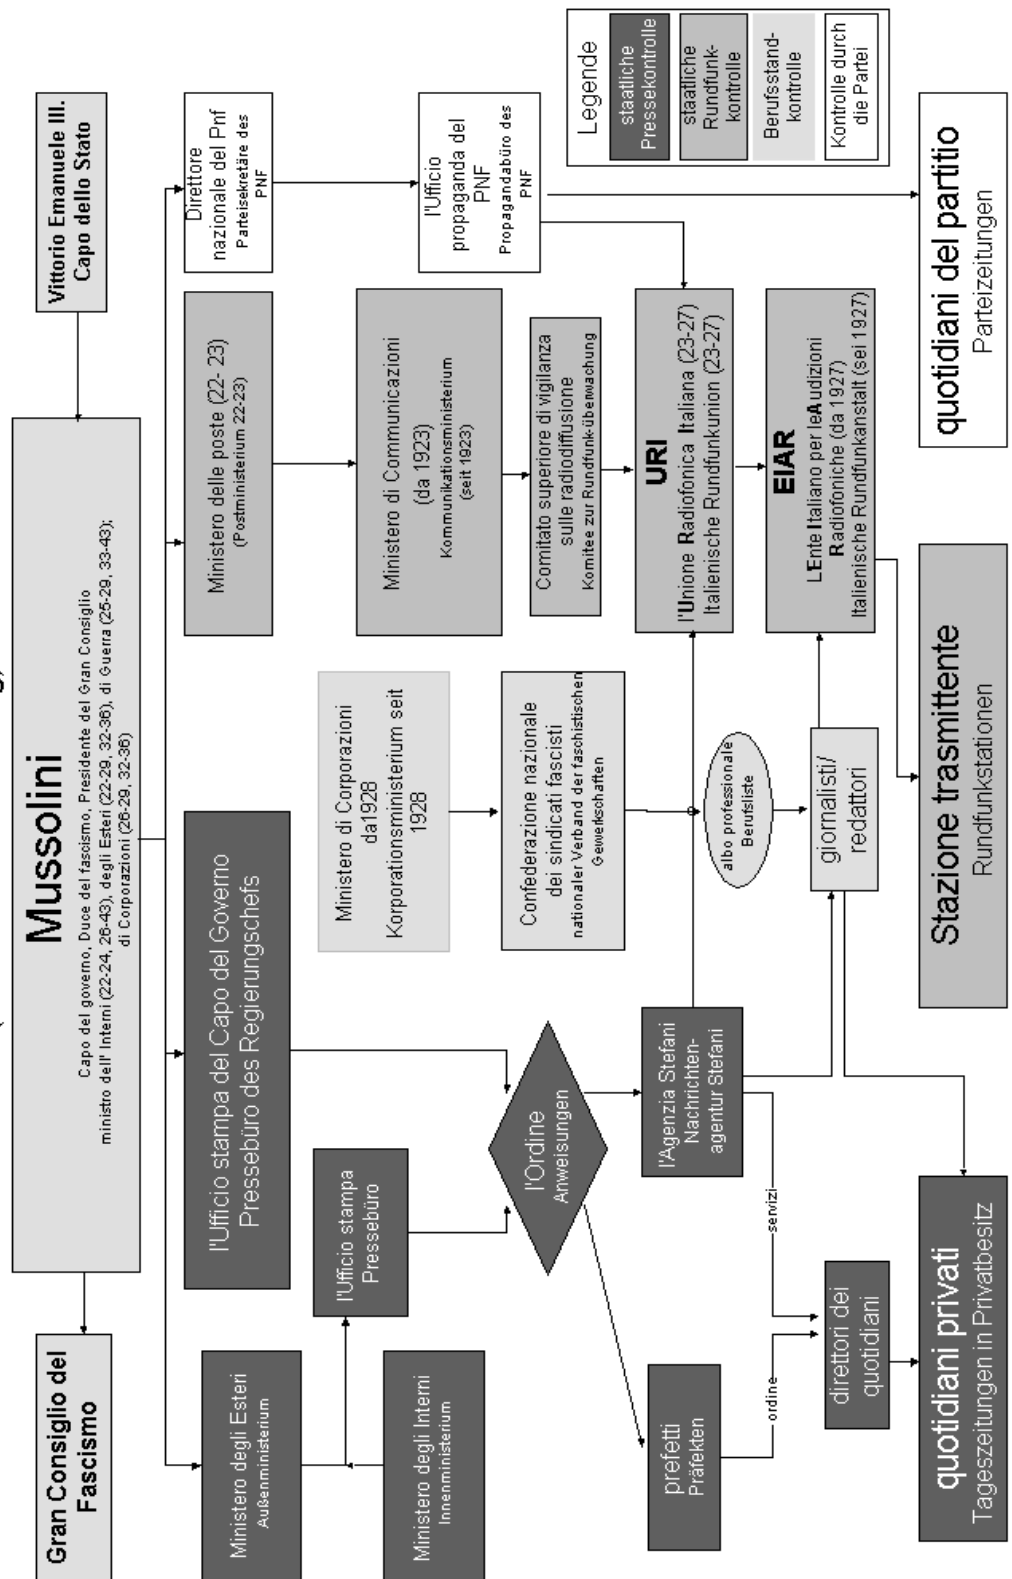 Gran Consiglio del
Fascismo
Mussolini
Capo del governo, Duce del fascismo, Presidente del Gran Consiglio
ministro dell' Interni (22-24, 26-43), degli Esteri (22-29, 32-36), di Guerra (25-29, 33-43);
di Corporazioni (26-29, 32-36)
Vittorio Emanuele III.
Capo dello Stato
Ministero degli Esteri
Außenministerium
Ministero degli Interni
Innenministerium
l'Ufficio stampa
Pressebüro
l'Ufficio stampa del Capo del Governo
Pressebüro des Regierungschefs
Ministero di Corporazioni
da1928
Korporationsministerium seit
1928
Confederazione nazionale
dei sindicati fascisti
nationaler Verband der faschistischen
Gewerkschaften
Ministero delle poste (22- 23)
(Postministerium 22-23)
Ministero di Communicazioni
(da 1923)
Kommunikationsministerium
(seit 1923)
Comitato superiore di vigilanza
sulle radiodiffusione
Komitee zur Rundfunk-überwachung
Direttore
nazionale del Pnf
Parteisekretäre des
PNF
l'Ufficio
propaganda del
PNF
Propagandabüro des
PNF
Legende
staatliche
Pressekontrolle
staatliche
Rundfunk-
kontrolle
Berufsstand-
kontrolle
Kontrolle durch
die Partei
l'Ordine
Anweisungen
prefetti
Präfekten
l'Agenzia Stefani
Nachrichten-
agentur Stefani
albo professionale
Berufsliste
URI
l'Unione Radiofonica Italiana (23-27)
Italienische Rundfunkunion (23-27)
ordine
servizi
direttori dei
quotidiani
giornalisti/
redattori
EIAR
L'Ente Italiano per leAudizioni
Radiofoniche (da 1927)
Italienische Rundfunkanstalt (sei 1927)
quotidiani privati
Tageszeitungen in Privatbesitz
Stazione trasmittente
Rundfunkstationen
quotidiani del partitio
Parteizeitungen